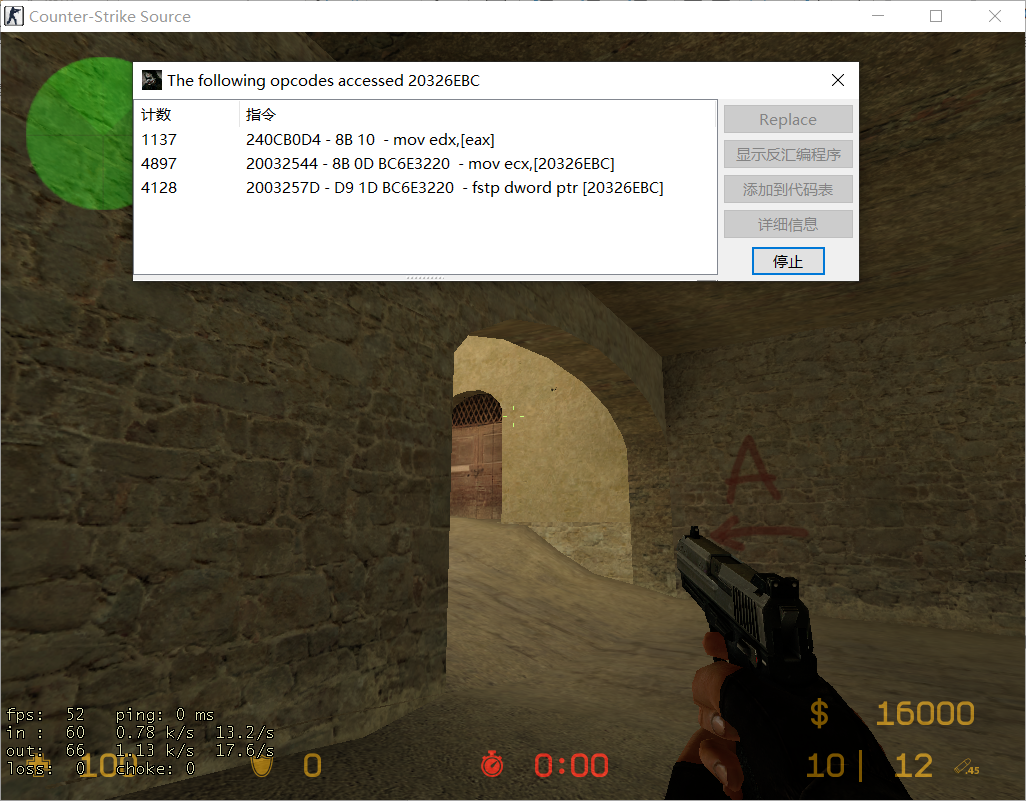 Counter-Strike Source
The following opcodes accessed 20326EBC
计数 指令
1137 240CB0D4 - 8B 10 - mov edx,[eax]
4897 20032544 - 8B 0D BC6E3220 - mov ecx,[20326EBC]
4128 2003257D - D9 1D BC6E3220 - fstp dword ptr [20326EBC]
Replace
显示反汇编程序
添加到代码表
详细信息
停止
A
$ 16000
fps: 52 ping: 0 ms
in : 60 0.78 k/s 13.2/s
out: 66 1.13 k/s 17.6/s
loss: 0 choke: 0
100 0 0:00 10 | 12 .45